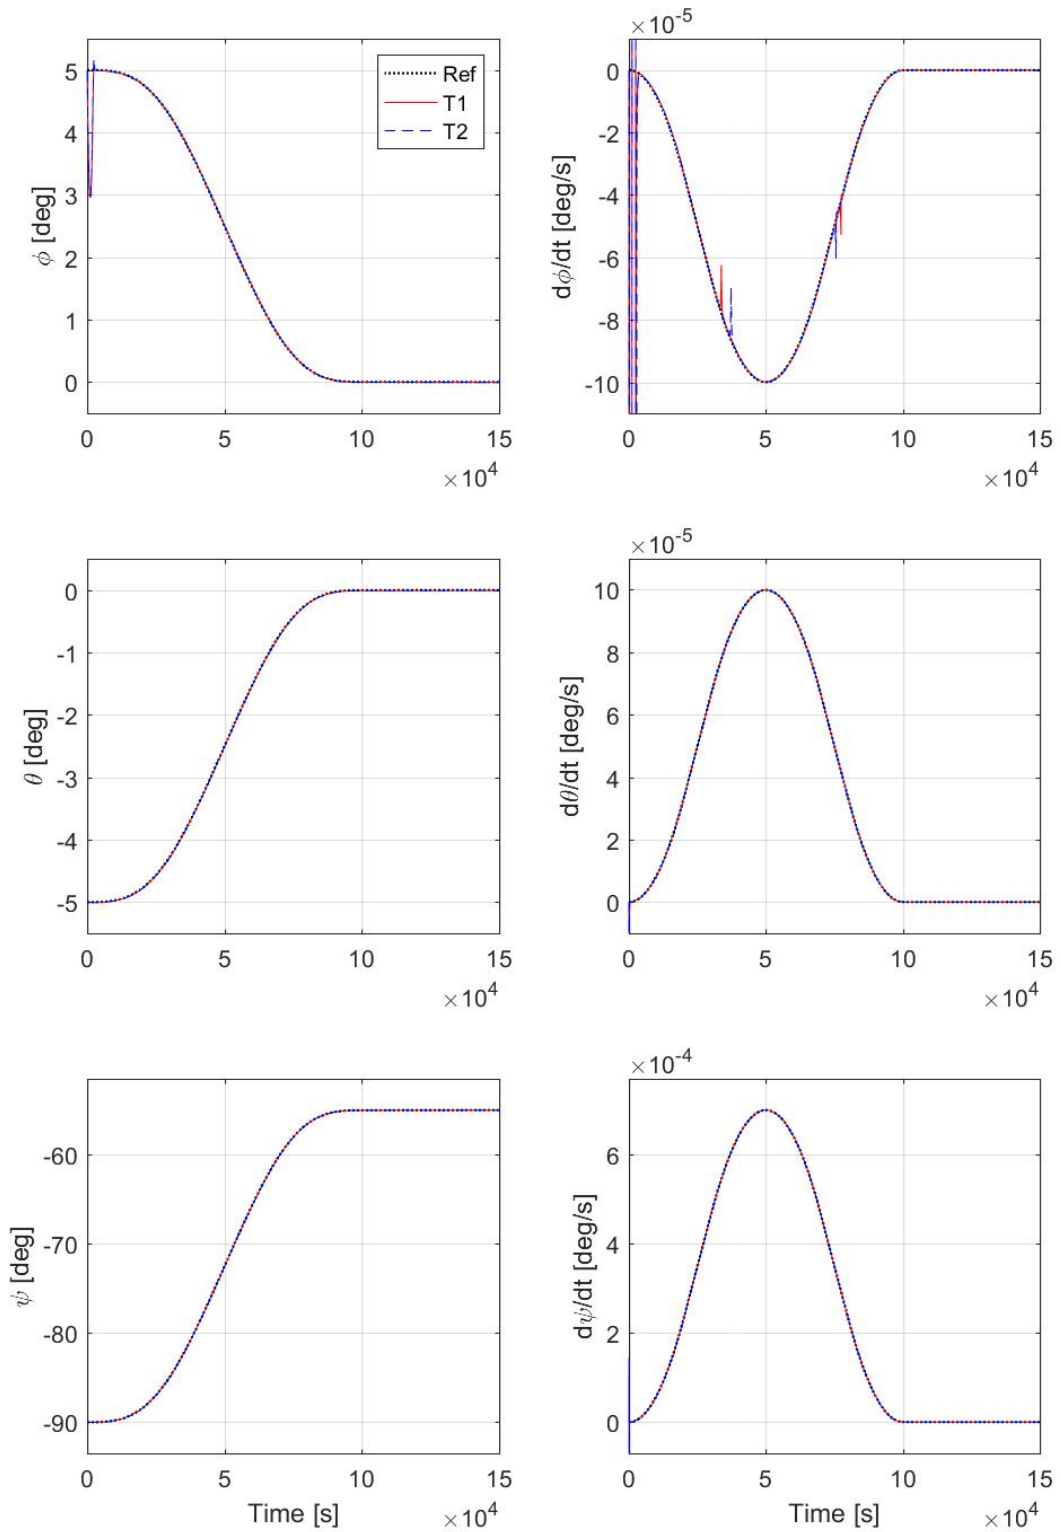 ×10⁻⁵
5
4
3
2
1
0
ϕ [deg]
Ref
T1
T2
0
-2
-4
-6
-8
-10
dϕ/dt [deg/s]
0 5 10 15
×10⁴
0 5 10 15
×10⁴
×10⁻⁵
0
-1
-2
-3
-4
-5
θ [deg]
10
8
6
4
2
0
dθ/dt [deg/s]
0 5 10 15
×10⁴
0 5 10 15
×10⁴
×10⁻⁴
-60
-70
-80
-90
ψ [deg]
6
4
2
0
dψ/dt [deg/s]
0 5 10 15
Time [s] ×10⁴
0 5 10 15
Time [s] ×10⁴